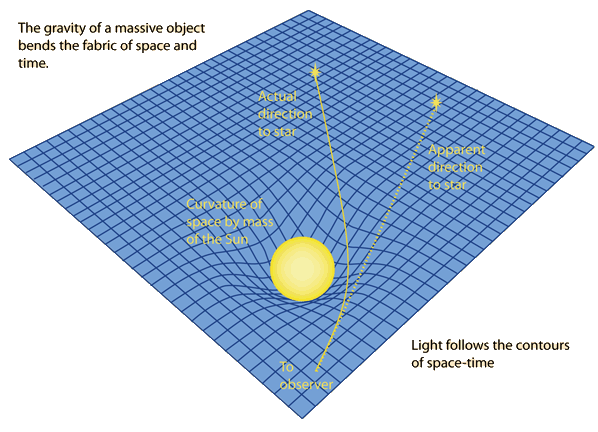 The gravity of a massive object
bends the fabric of space and
time.
Actual
direction
to star
Apparent
direction
to star
Curvature of
space by mass
of the Sun
Light follows the contours
of space-time
To
observer